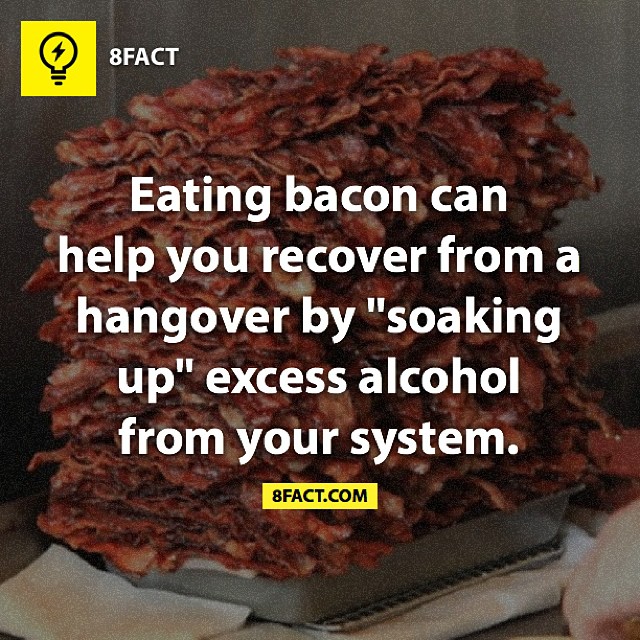 8FACT
Eating bacon can
help you recover from a
hangover by "soaking
up" excess alcohol
from your system.
8FACT.COM